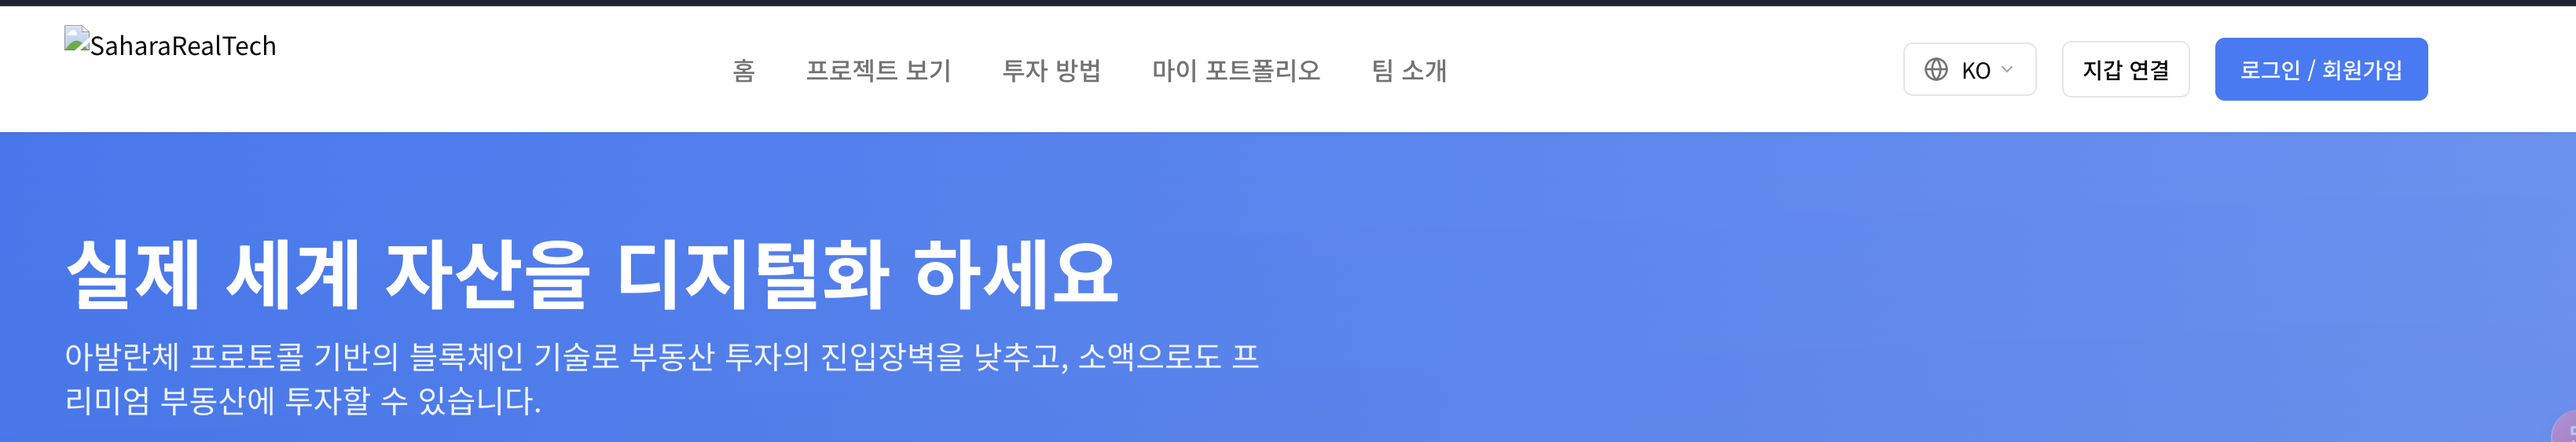 SaharaRealTech
홈 프로젝트 보기 투자 방법 마이 포트폴리오 팀 소개 KO 지갑 연결 로그인 / 회원가입
실제 세계 자산을 디지털화 하세요
아발란체 프로토콜 기반의 블록체인 기술로 부동산 투자의 진입장벽을 낮추고, 소액으로도 프
리미엄 부동산에 투자할 수 있습니다.